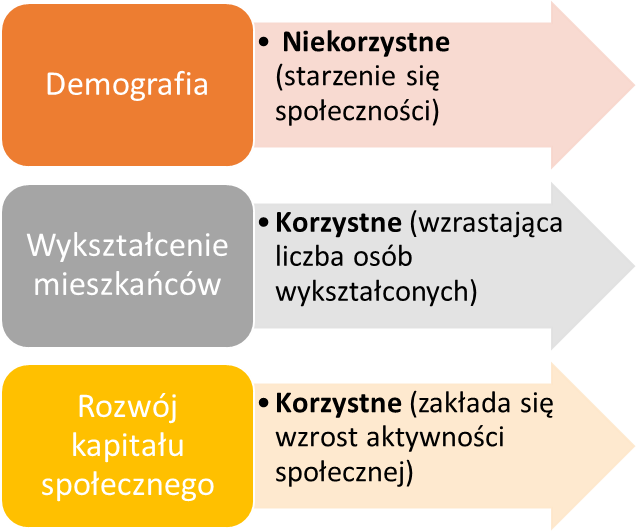 Demografia
• Niekorzystne
(starzenie się
społeczności)
Wykształcenie
mieszkańców
• Korzystne (wzrastająca
liczba osób
wykształconych)
Rozwój
kapitału
społecznego
• Korzystne (zakłada się
wzrost aktywności
społecznej)